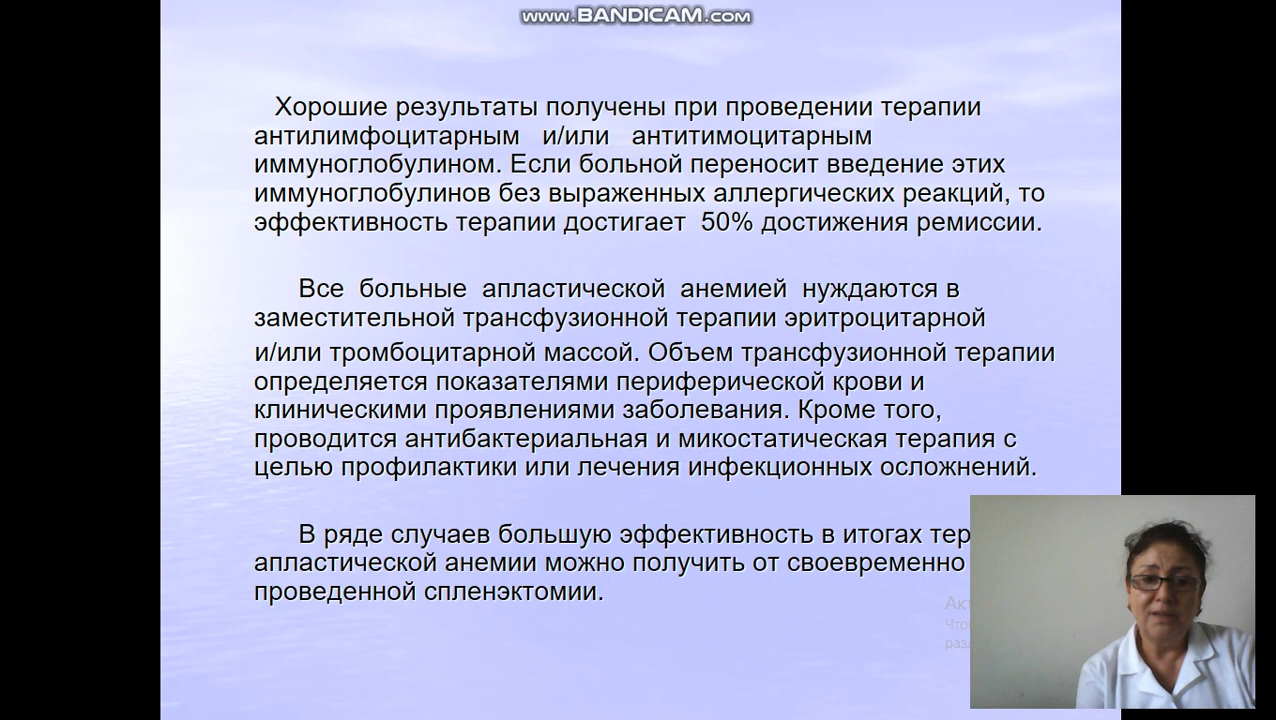 www.BANDICAM.com
Хорошие результаты получены при проведении терапии
антилимфоцитарным и/или антитимоцитарным
иммуноглобулином. Если больной переносит введение этих
иммуноглобулинов без выраженных аллергических реакций, то
эффективность терапии достигает 50% достижения ремиссии.
Все больные апластической анемией нуждаются в
заместительной трансфузионной терапии эритроцитарной
и/или тромбоцитарной массой. Объем трансфузионной терапии
определяется показателями периферической крови и
клиническими проявлениями заболевания. Кроме того,
проводится антибактериальная и микостатическая терапия с
целью профилактики или лечения инфекционных осложнений.
В ряде случаев большую эффективность в итогах тер
апластической анемии можно получить от своевременно
проведенной спленэктомии.